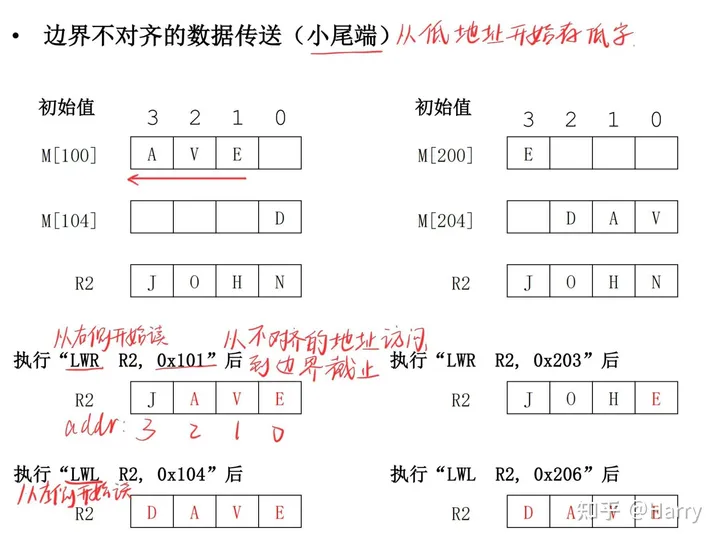 • 边界不对齐的数据传送（小尾端） 从低地址开始存低字.
初始值 3 2 1 0
M[100] A V E
M[104] D
R2 J O H N
初始值 3 2 1 0
M[200] E
M[204] D A V
R2 J O H N
从右侧开始读
从不对齐的地址访问,
到边界截止
执行“LWR R2, 0x101”后
R2 J A V E
addr: 3 2 1 0
执行“LWR R2, 0x203”后
R2 J O H E
执行“LWL R2, 0x104”后
从左侧开始读
R2 D A V E
执行“LWL R2, 0x206”后
R2 D A V E
知乎 @Harry